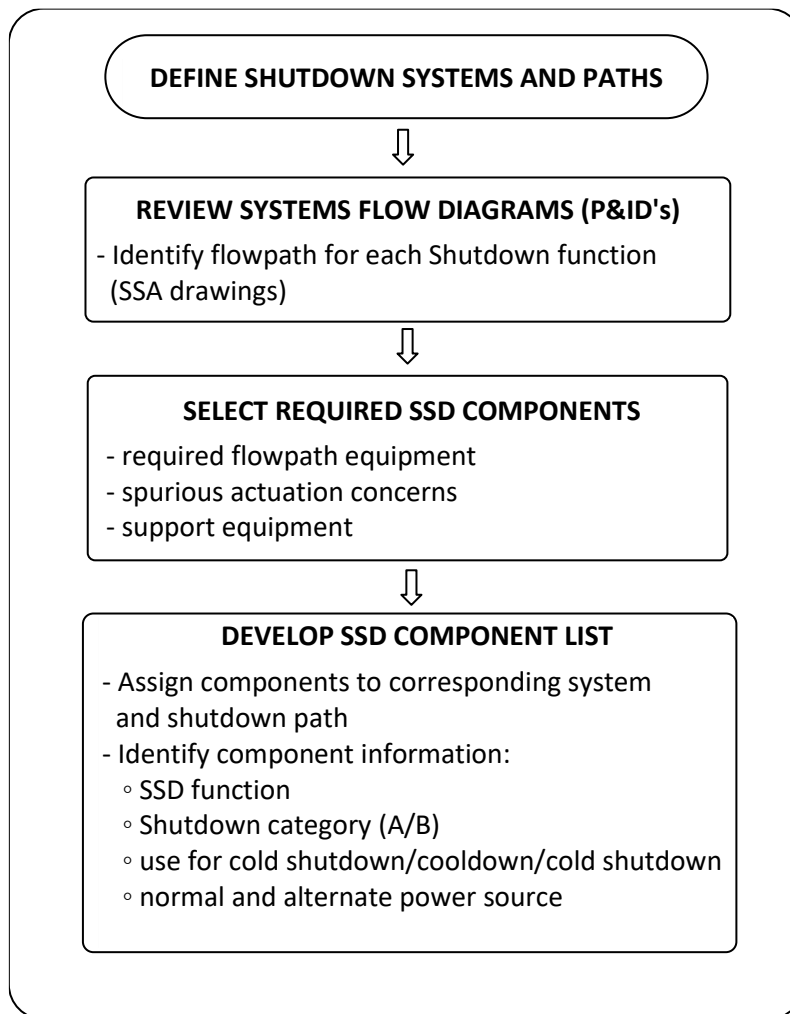 DEFINE SHUTDOWN SYSTEMS AND PATHS
REVIEW SYSTEMS FLOW DIAGRAMS (P&ID's)
- Identify flowpath for each Shutdown function
(SSA drawings)
SELECT REQUIRED SSD COMPONENTS
- required flowpath equipment
- spurious actuation concerns
- support equipment
DEVELOP SSD COMPONENT LIST
- Assign components to corresponding system
and shutdown path
- Identify component information:
◦ SSD function
◦ Shutdown category (A/B)
◦ use for cold shutdown/cooldown/cold shutdown
◦ normal and alternate power source